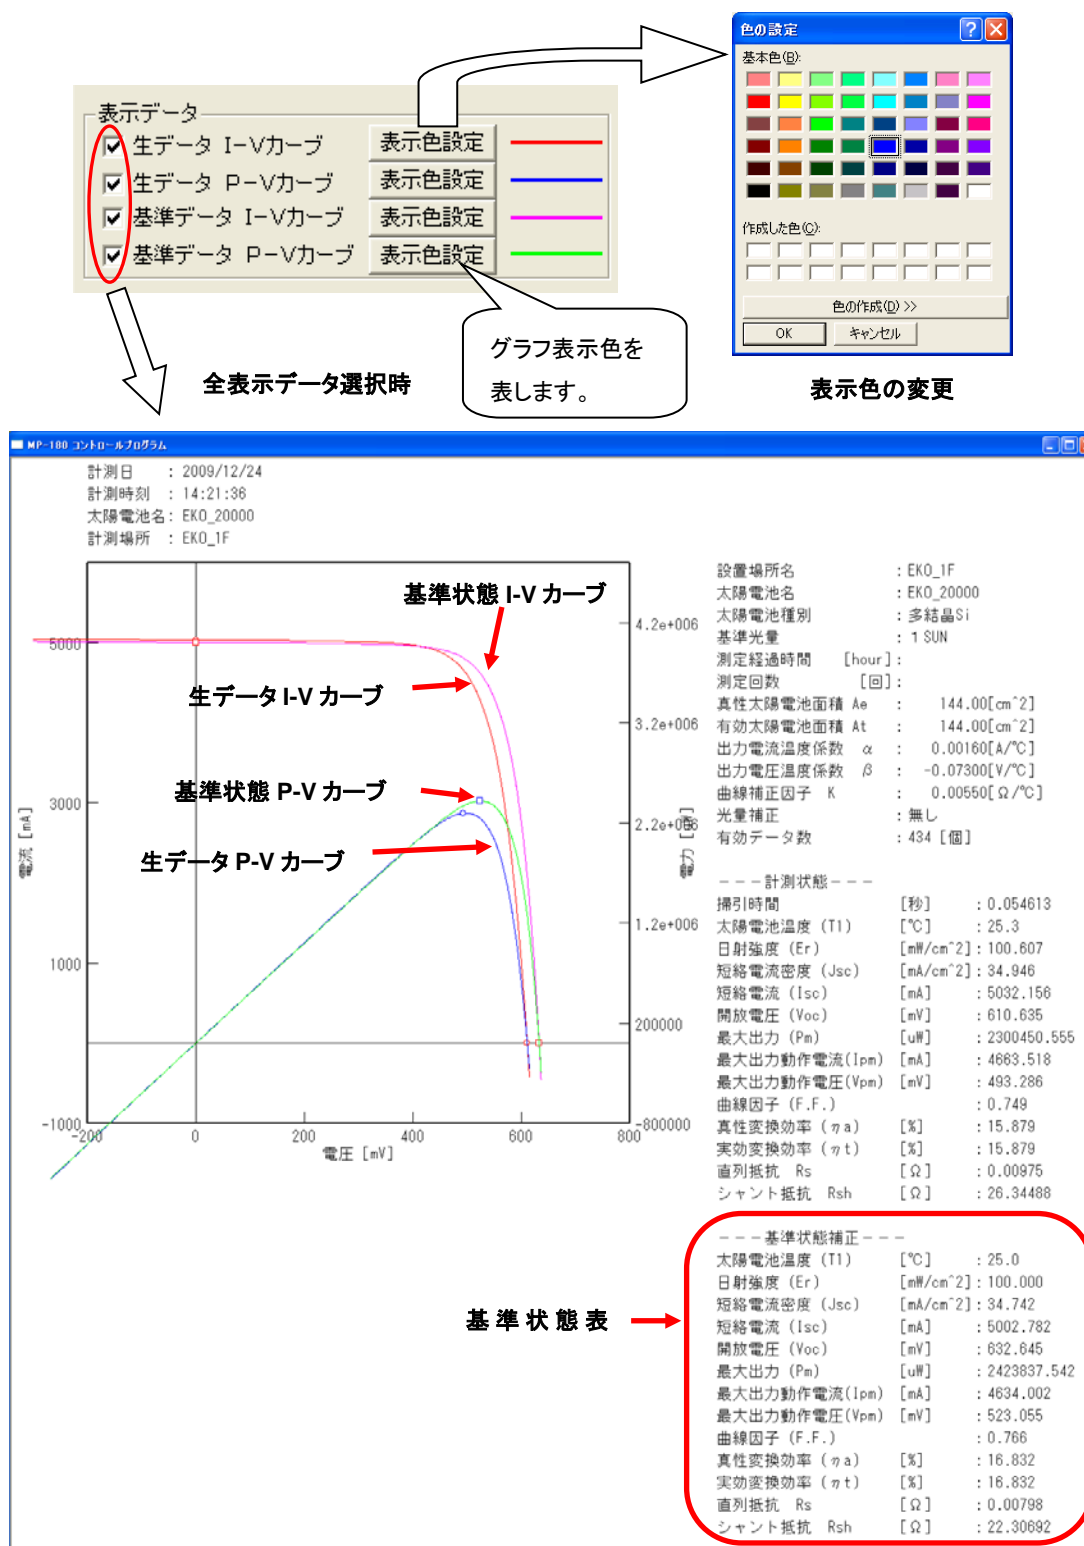 色の設定
基本色(B):
作成した色(C):
色の作成(D) >>
OK
キャンセル
表示データ
生データ I-Vカーブ 表示色設定
生データ P-Vカーブ 表示色設定
基準データ I-Vカーブ 表示色設定
基準データ P-Vカーブ 表示色設定
グラフ表示色を
表します。
全表示データ選択時
表示色の変更
MP-180 コントロールプログラム
計測日 : 2009/12/24
計測時刻 : 14:21:36
太陽電池名 : EKO_20000
計測場所 : EKO_1F
基準状態 I-V カーブ
生データ I-V カーブ
基準状態 P-V カーブ
生データ P-V カーブ
5000
3000
1000
-1000
電流 [mA]
-200
0
200
400
600
800
電圧 [mV]
4.2e+006
3.2e+006
2.2e+006
1.2e+006
200000
-800000
設置場所名 : EKO_1F
太陽電池名 : EKO_20000
太陽電池種別 : 多結晶Si
基準光量 : 1 SUN
測定経過時間 [hour] :
測定回数 [回] :
真性太陽電池面積 Ae : 144.00[cm^2]
有効太陽電池面積 At : 144.00[cm^2]
出力電流温度係数 α : 0.00160[A/℃]
出力電圧温度係数 β : -0.07300[V/℃]
曲線補正因子 K : 0.00550[Ω/℃]
光量補正 : 無し
有効データ数 : 434 [個]
---計測状態---
掃引時間 [秒] : 0.054613
太陽電池温度 (T1) [℃] : 25.3
日射強度 (Er) [mW/cm^2] : 100.607
短絡電流密度 (Jsc) [mA/cm^2] : 34.946
短絡電流 (Isc) [mA] : 5032.156
開放電圧 (Voc) [mV] : 610.635
最大出力 (Pm) [uW] : 2300450.555
最大出力動作電流(Ipm) [mA] : 4663.518
最大出力動作電圧(Vpm) [mV] : 493.286
曲線因子 (F.F.) : 0.749
真性変換効率 (ηa) [%] : 15.879
実効変換効率 (ηt) [%] : 15.879
直列抵抗 Rs [Ω] : 0.00975
シャント抵抗 Rsh [Ω] : 26.34488
---基準状態補正---
太陽電池温度 (T1) [℃] : 25.0
日射強度 (Er) [mW/cm^2] : 100.000
短絡電流密度 (Jsc) [mA/cm^2] : 34.742
短絡電流 (Isc) [mA] : 5002.782
開放電圧 (Voc) [mV] : 632.645
最大出力 (Pm) [uW] : 2423837.542
最大出力動作電流(Ipm) [mA] : 4634.002
最大出力動作電圧(Vpm) [mV] : 523.055
曲線因子 (F.F.) : 0.766
真性変換効率 (ηa) [%] : 16.832
実効変換効率 (ηt) [%] : 16.832
直列抵抗 Rs [Ω] : 0.00798
シャント抵抗 Rsh [Ω] : 22.30692
基準状態表